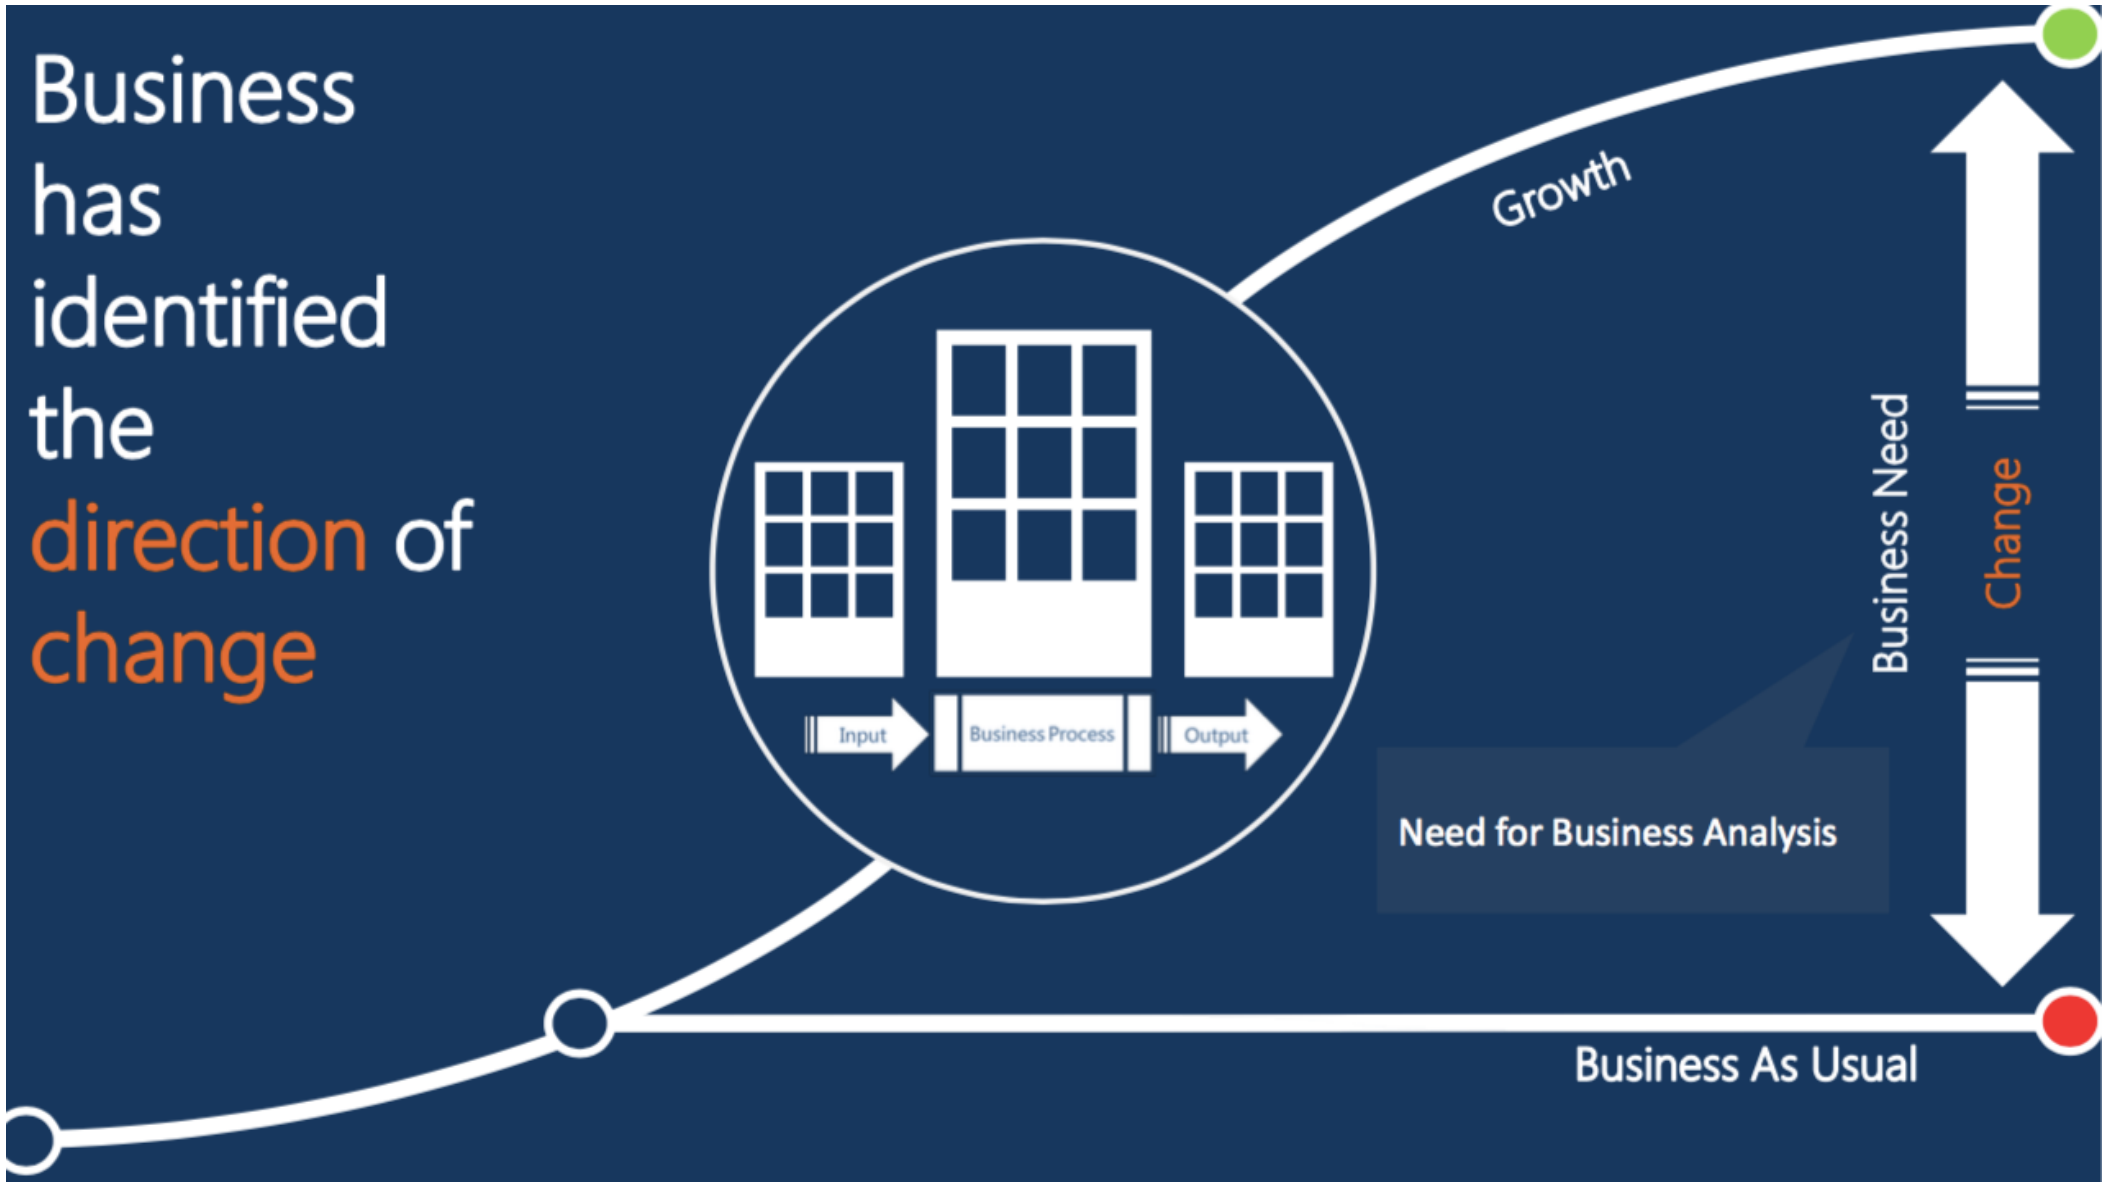 Business
has
identified
the
direction of
change
Growth
Business Need
Change
Input
Business Process
Output
Need for Business Analysis
Business As Usual